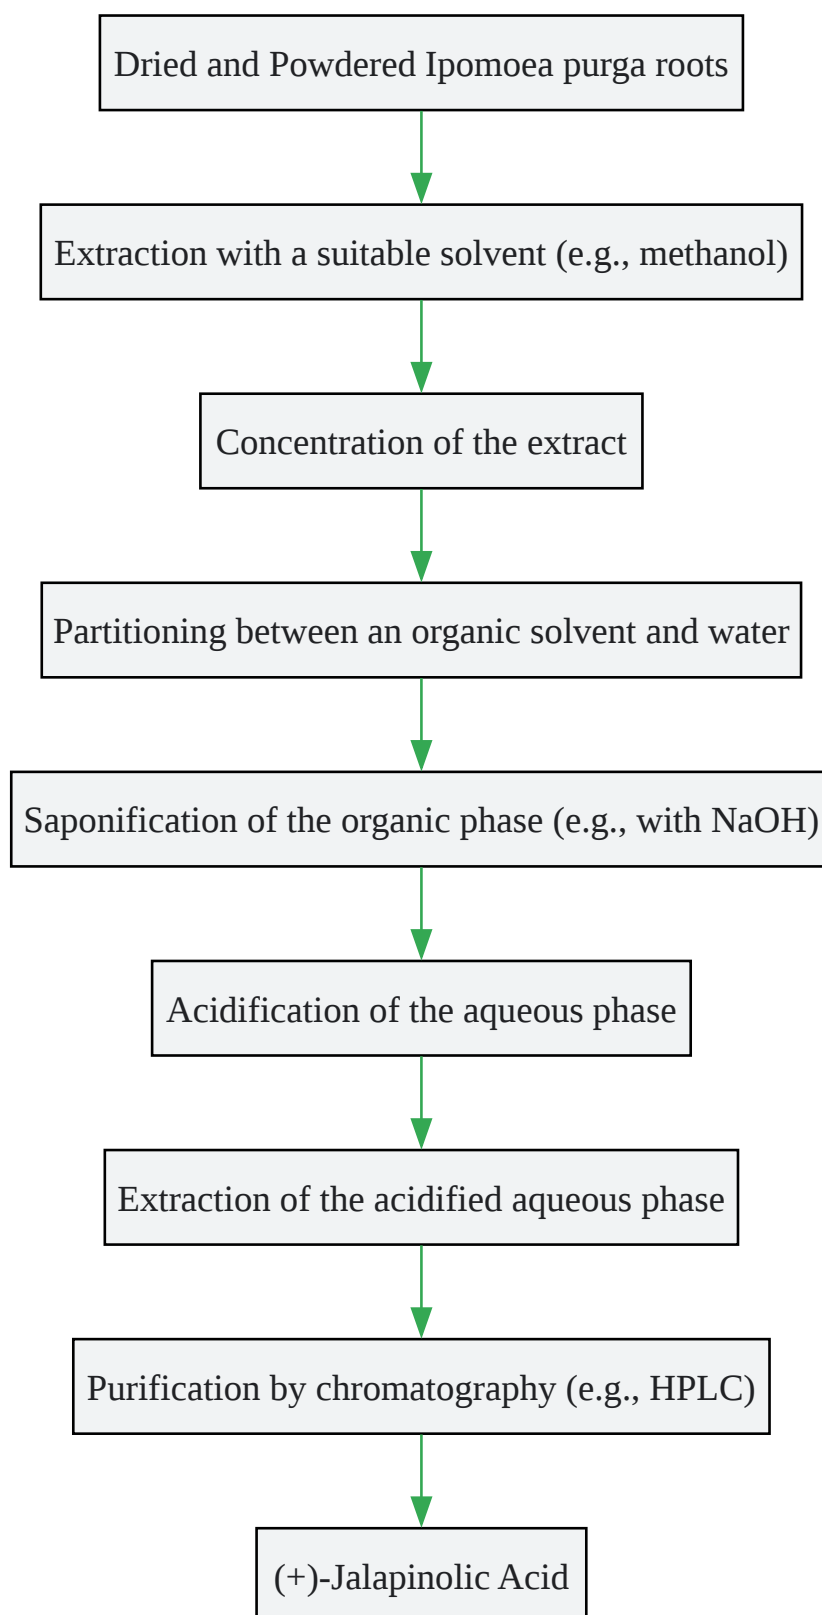 Dried and Powdered Ipomoea purga roots
Extraction with a suitable solvent (e.g., methanol)
Concentration of the extract
Partitioning between an organic solvent and water
Saponification of the organic phase (e.g., with NaOH)
Acidification of the aqueous phase
Extraction of the acidified aqueous phase
Purification by chromatography (e.g., HPLC)
(+)-Jalapinolic Acid